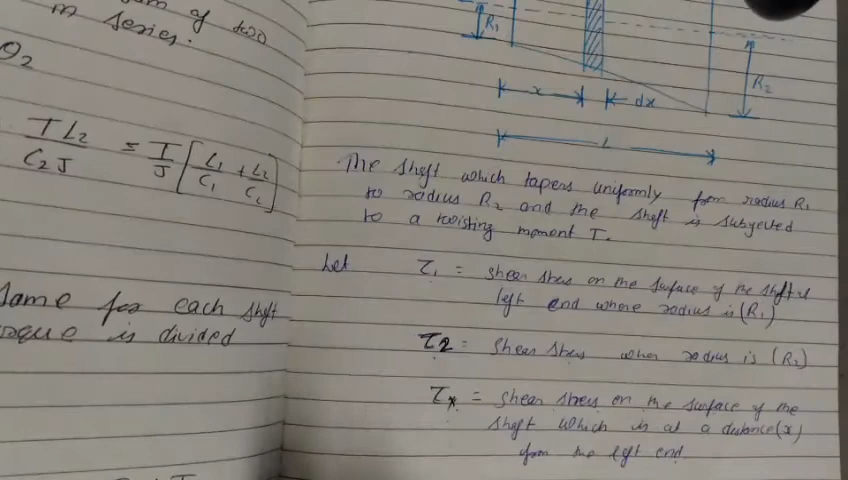 of two
in series.
θ2
TL2/C2J = T/J [L1/C1 + L2/C2]
Same for each shaft
is divided
R1
R2
x
dx
L
The shaft which tapers uniformly from radius R1
to radius R2 and the shaft is subjected
to a twisting moment T.
Let τ1 = shear stress on the surface of the shaft at
left end where radius is (R1)
τ2 = shear stress when radius is (R2)
τx = shear stress on the surface of the
shaft which is at a distance (x)
from the left end